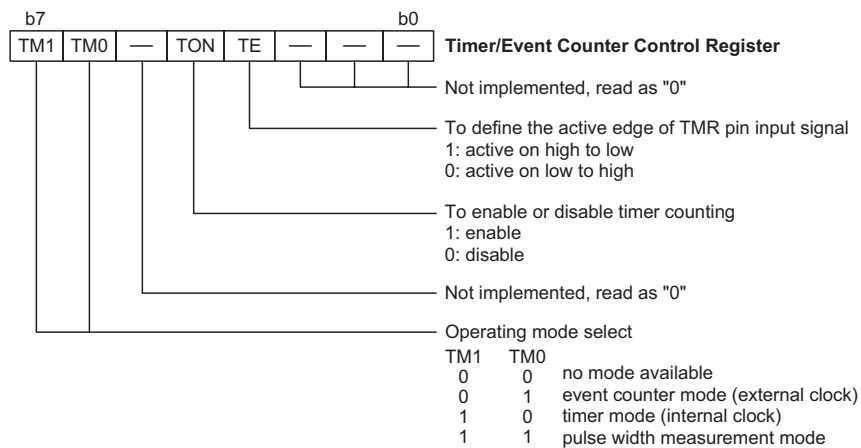 b7 b0
TM1 TM0 — TON TE — — — Timer/Event Counter Control Register
Not implemented, read as "0"
To define the active edge of TMR pin input signal
1: active on high to low
0: active on low to high
To enable or disable timer counting
1: enable
0: disable
Not implemented, read as "0"
Operating mode select
TM1 TM0
0 0 no mode available
0 1 event counter mode (external clock)
1 0 timer mode (internal clock)
1 1 pulse width measurement mode